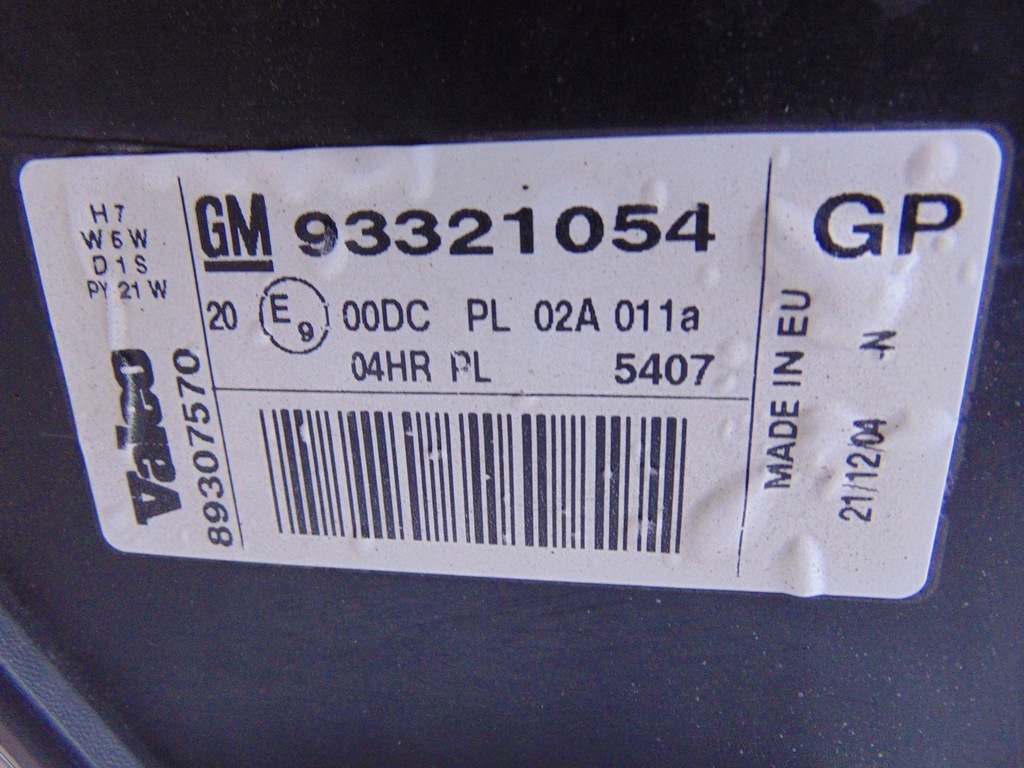 H7
W5W
D1S
PY 21 W
Valeo
89307570
GM 93321054
20 E9 00DC PL 02A 011a
04HR PL 5407
GP
MADE IN EU
21/12/04 N